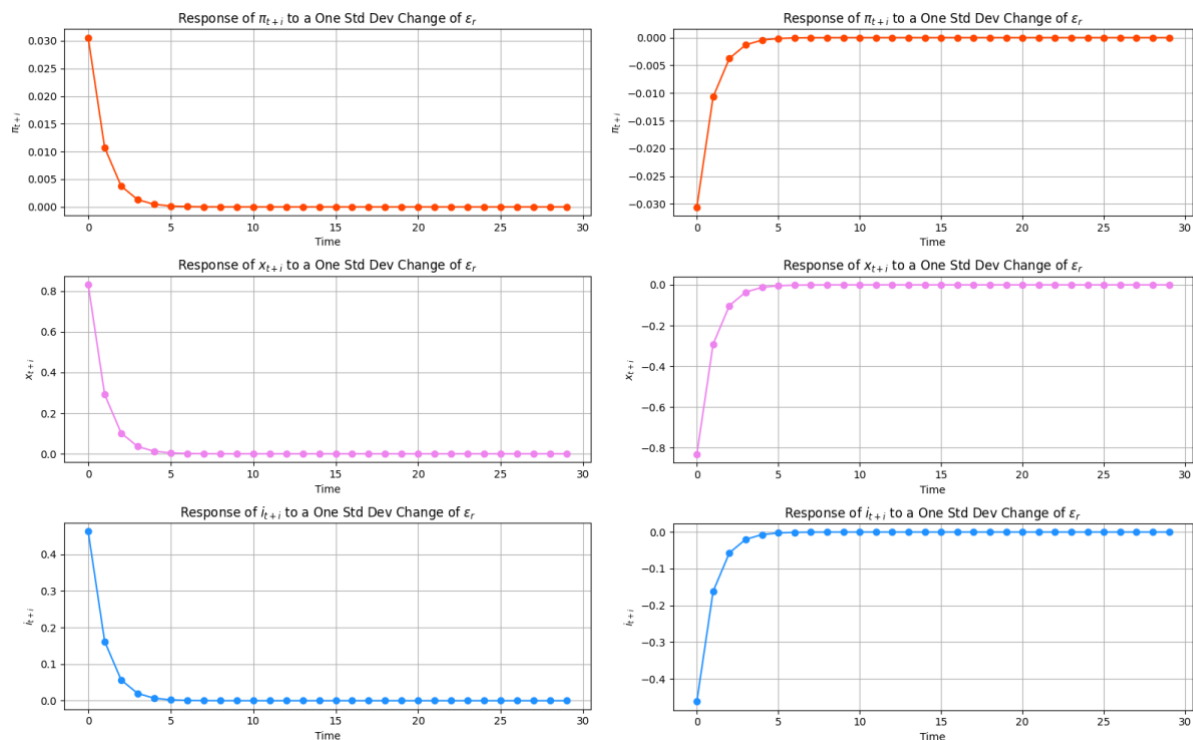 Response of π_{t+i} to a One Std Dev Change of ε_r
0.030
0.025
0.020
0.015
0.010
0.005
0.000
π_{t+i}
0 5 10 15 20 25 30
Time
Response of π_{t+i} to a One Std Dev Change of ε_r
0.000
−0.005
−0.010
−0.015
−0.020
−0.025
−0.030
π_{t+i}
0 5 10 15 20 25 30
Time
Response of x_{t+i} to a One Std Dev Change of ε_r
0.8
0.6
0.4
0.2
0.0
x_{t+i}
0 5 10 15 20 25 30
Time
Response of x_{t+i} to a One Std Dev Change of ε_r
0.0
−0.2
−0.4
−0.6
−0.8
x_{t+i}
0 5 10 15 20 25 30
Time
Response of i_{t+i} to a One Std Dev Change of ε_r
0.4
0.3
0.2
0.1
0.0
i_{t+i}
0 5 10 15 20 25 30
Time
Response of i_{t+i} to a One Std Dev Change of ε_r
0.0
−0.1
−0.2
−0.3
−0.4
i_{t+i}
0 5 10 15 20 25 30
Time